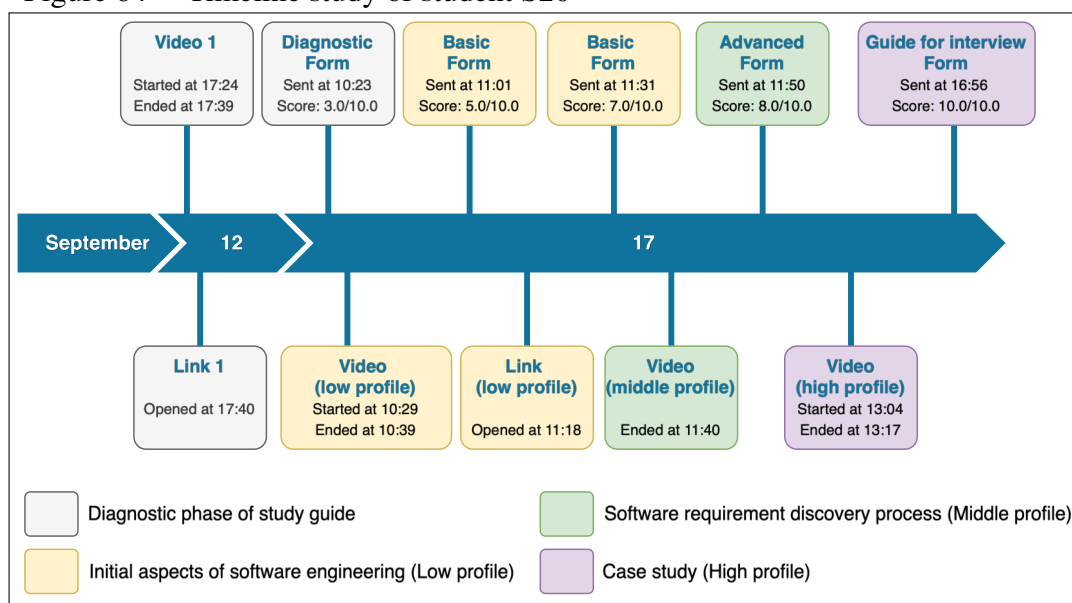 Video 1
Started at 17:24
Ended at 17:39
Diagnostic
Form
Sent at 10:23
Score: 3.0/10.0
Basic
Form
Sent at 11:01
Score: 5.0/10.0
Basic
Form
Sent at 11:31
Score: 7.0/10.0
Advanced
Form
Sent at 11:50
Score: 8.0/10.0
Guide for interview
Form
Sent at 16:56
Score: 10.0/10.0
September
12
17
Link 1
Opened at 17:40
Video
(low profile)
Started at 10:29
Ended at 10:39
Link
(low profile)
Opened at 11:18
Video
(middle profile)
Ended at 11:40
Video
(high profile)
Started at 13:04
Ended at 13:17
Diagnostic phase of study guide
Software requirement discovery process (Middle profile)
Initial aspects of software engineering (Low profile)
Case study (High profile)